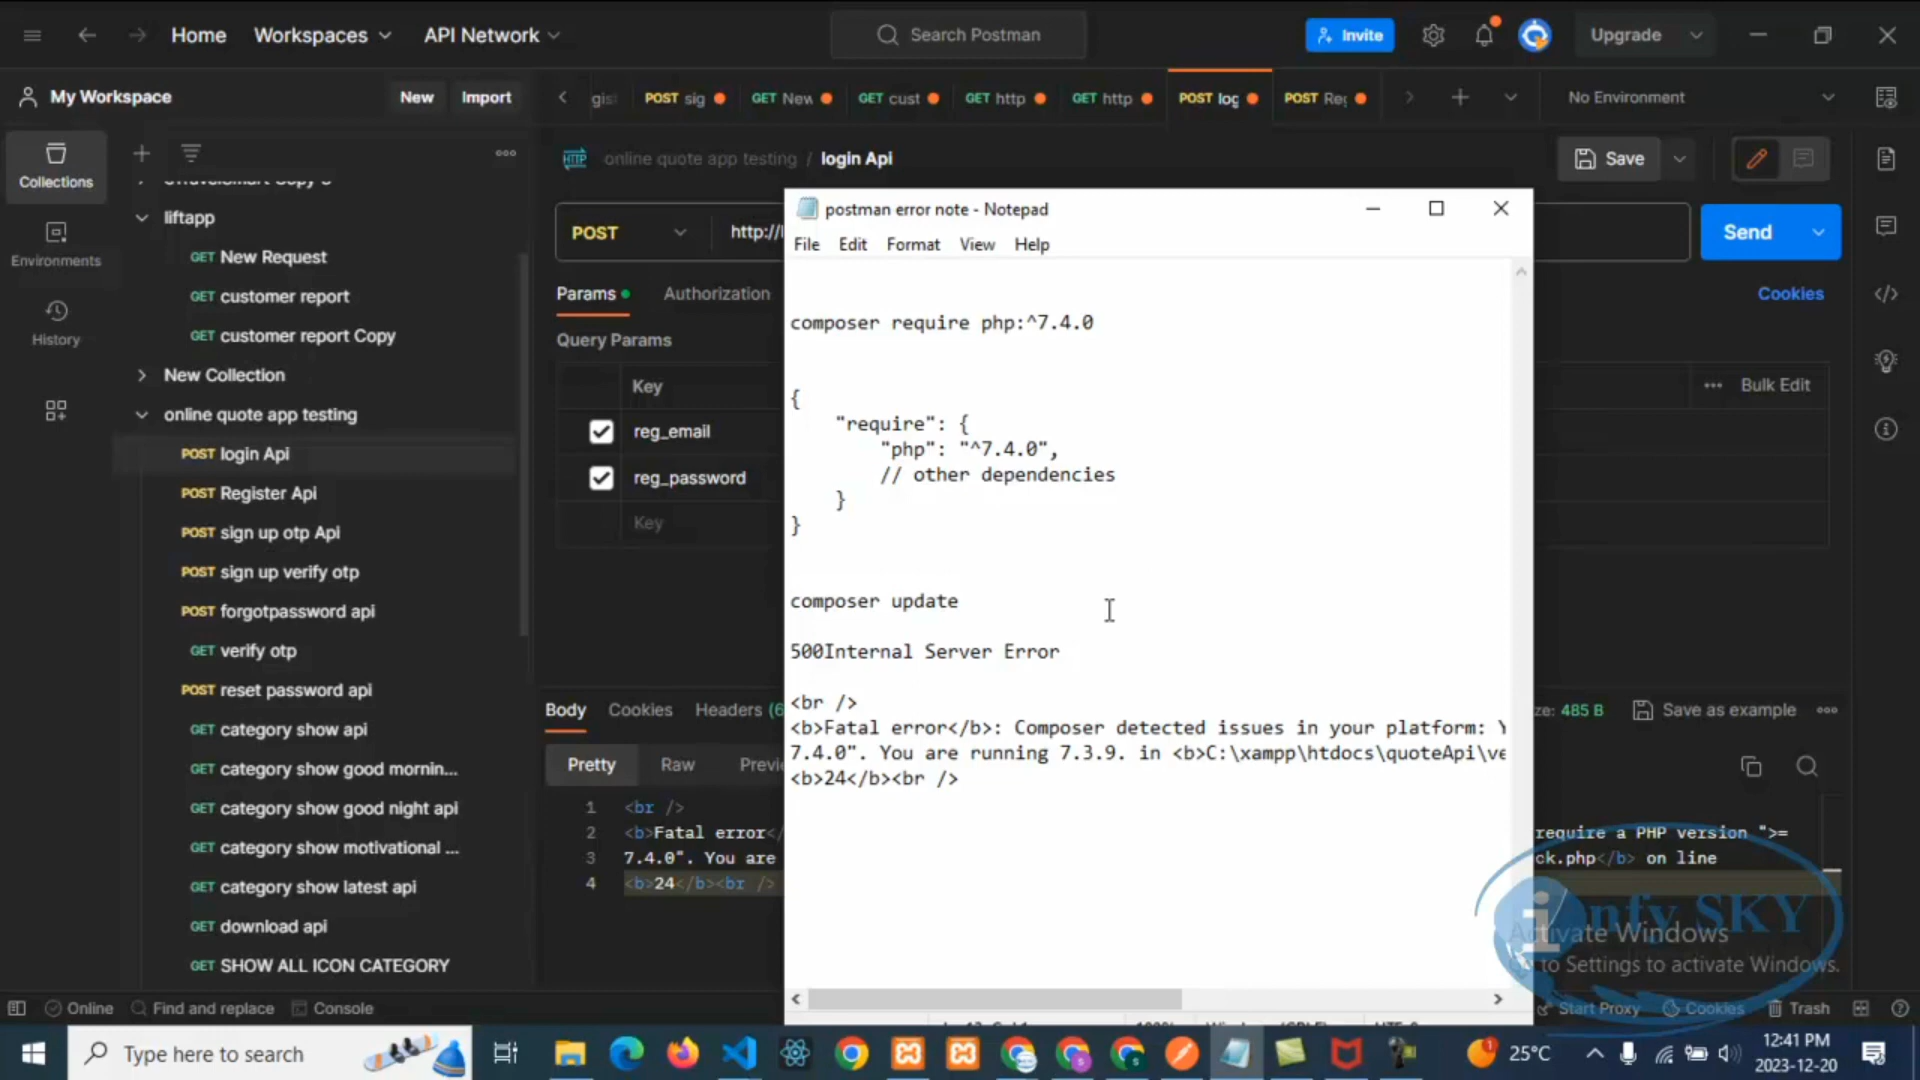 Home
Workspaces
API Network
Search Postman
Invite
Upgrade
My Workspace
New
Import
POST sig
GET New
GET cust
GET http
GET http
POST log
POST Reg
No Environment
Collections
Environments
History
liftapp
GET New Request
GET customer report
GET customer report Copy
New Collection
online quote app testing
POST login Api
POST Register Api
POST sign up otp Api
POST sign up verify otp
POST forgotpassword api
GET verify otp
POST reset password api
GET category show api
GET category show good mornin...
GET category show good night api
GET category show motivational ...
GET category show latest api
GET download api
GET SHOW ALL ICON CATEGORY
HTTP online quote app testing / login Api
Save
POST
http://l
Send
Params
Authorization
Cookies
Query Params
Key
Bulk Edit
reg_email
reg_password
Key
postman error note - Notepad
File Edit Format View Help
composer require php:^7.4.0
{
"require": {
"php": "^7.4.0",
// other dependencies
}
}
composer update
500Internal Server Error
<br />
<b>Fatal error</b>: Composer detected issues in your platform: Y
7.4.0". You are running 7.3.9. in <b>C:\xampp\htdocs\quoteApi\ve
<b>24</b><br />
Body
Cookies
Headers (6
485 B
Save as example
Pretty
Raw
Previe
1 <br />
2 <b>Fatal error</
require a PHP version ">=
3 7.4.0". You are
ck.php</b> on line
4 <b>24</b><br />
infy SKY
Activate Windows
Go to Settings to activate Windows.
Online
Find and replace
Console
Start Proxy
Cookies
Trash
Type here to search
25°C
12:41 PM
2023-12-20